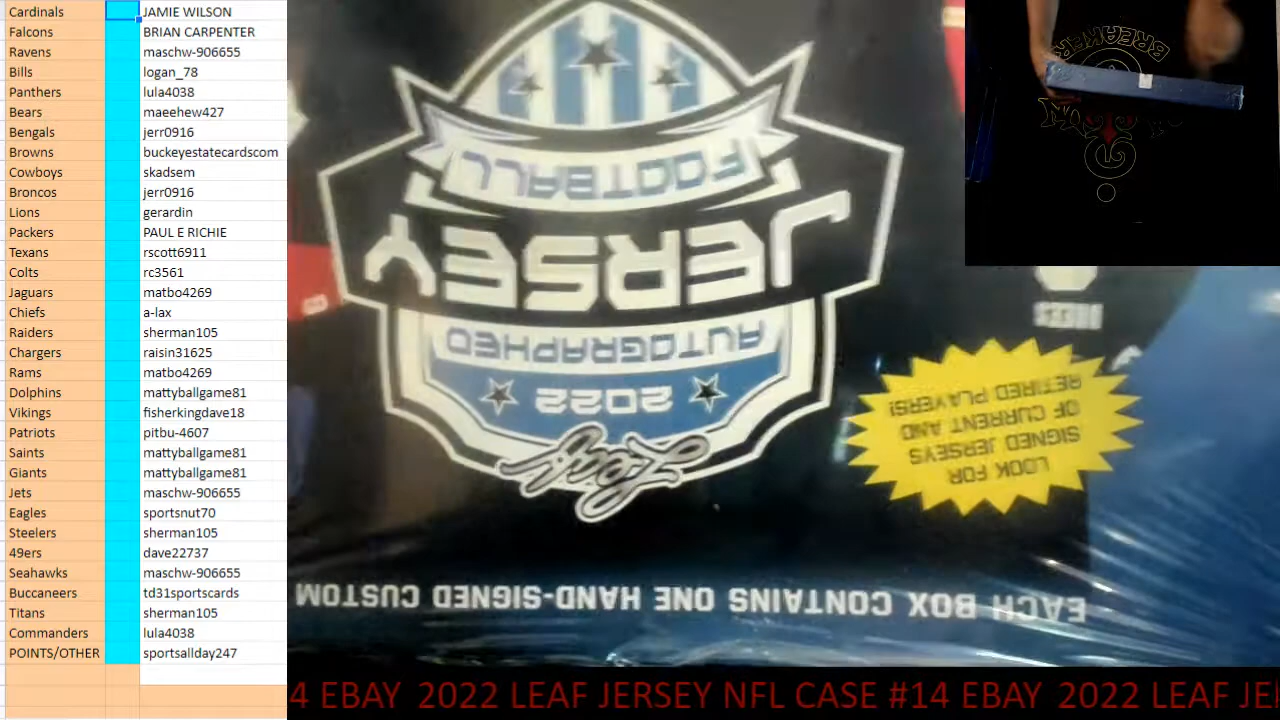 Cardinals JAMIE WILSON
Falcons BRIAN CARPENTER
Ravens maschw-906655
Bills logan_78
Panthers lula4038
Bears maeehew427
Bengals jerr0916
Browns buckeyestatecardscom
Cowboys skadsem
Broncos jerr0916
Lions gerardin
Packers PAUL E RICHIE
Texans rscott6911
Colts rc3561
Jaguars matbo4269
Chiefs a-lax
Raiders sherman105
Chargers raisin31625
Rams matbo4269
Dolphins mattyballgame81
Vikings fisherkingdave18
Patriots pitbu-4607
Saints mattyballgame81
Giants mattyballgame81
Jets maschw-906655
Eagles sportsnut70
Steelers sherman105
49ers dave22737
Seahawks maschw-906655
Buccaneers td31sportscards
Titans sherman105
Commanders lula4038
POINTS/OTHER sportsallday247
EACH BOX CONTAINS ONE HAND-SIGNED CUSTOM
Leaf
2022
AUTOGRAPHED
JERSEY
FOOTBALL
LOOK FOR
SIGNED JERSEYS
OF CURRENT AND
RETIRED PLAYERS!
BREAKER
4 EBAY 2022 LEAF JERSEY NFL CASE #14 EBAY 2022 LEAF JE